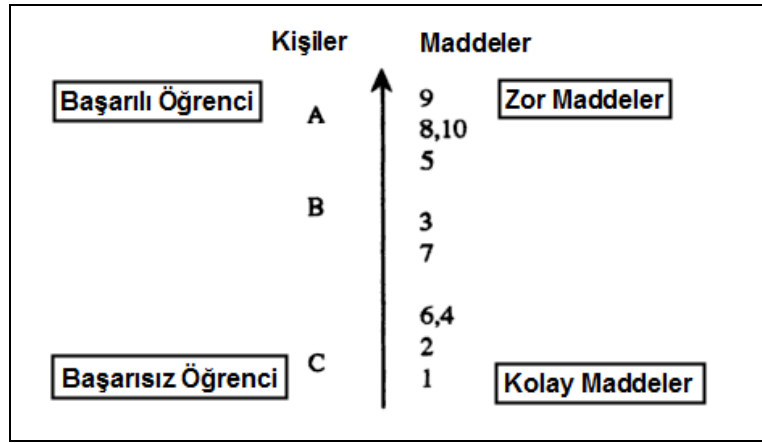 Kişiler Maddeler
Başarılı Öğrenci A 9 Zor Maddeler
8,10
5
B
3
7
6,4
2
Başarısız Öğrenci C 1 Kolay Maddeler